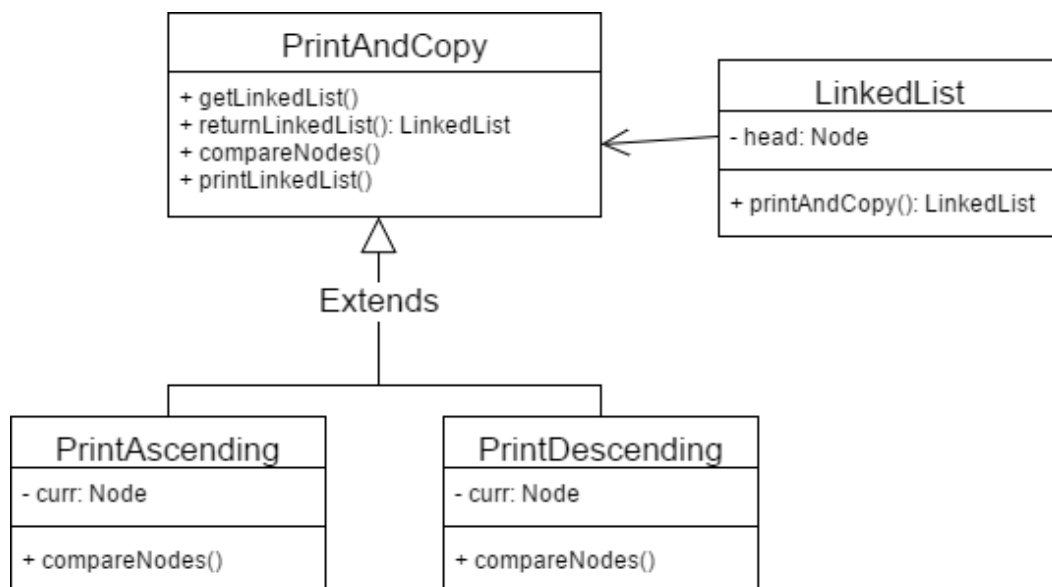 PrintAndCopy
+ getLinkedList()
+ returnLinkedList(): LinkedList
+ compareNodes()
+ printLinkedList()
LinkedList
- head: Node
+ printAndCopy(): LinkedList
Extends
PrintAscending
- curr: Node
+ compareNodes()
PrintDescending
- curr: Node
+ compareNodes()